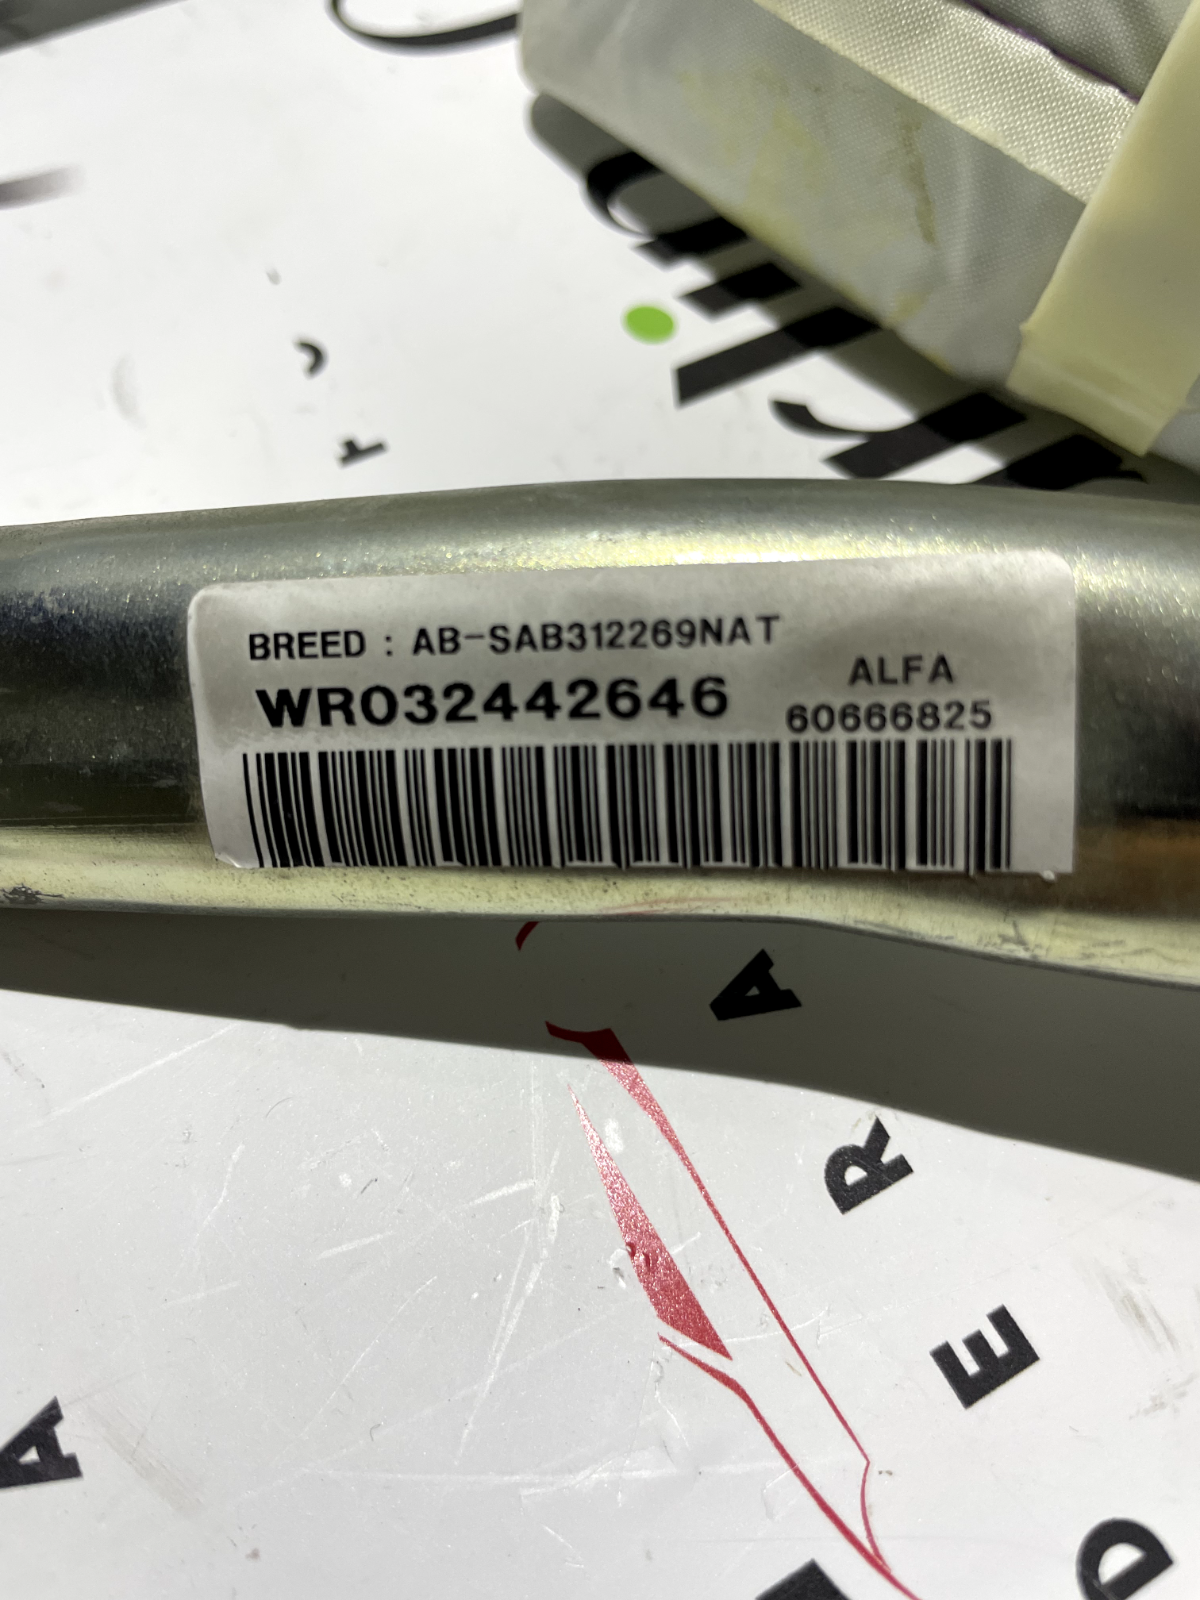 BREED : AB-SAB312269NAT
ALFA
WR032442646
60666825
A
R
E
D
A